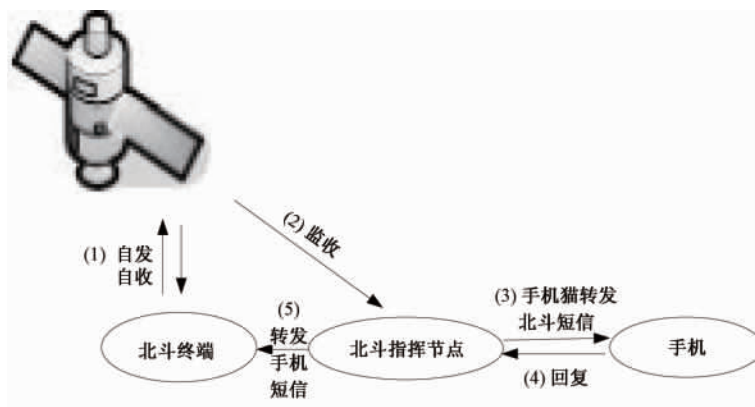 (1) 自发
自收
(2) 监收
(3) 手机猫转发
北斗短信
(5)
转发
手机
短信
北斗终端
北斗指挥节点
手机
(4) 回复